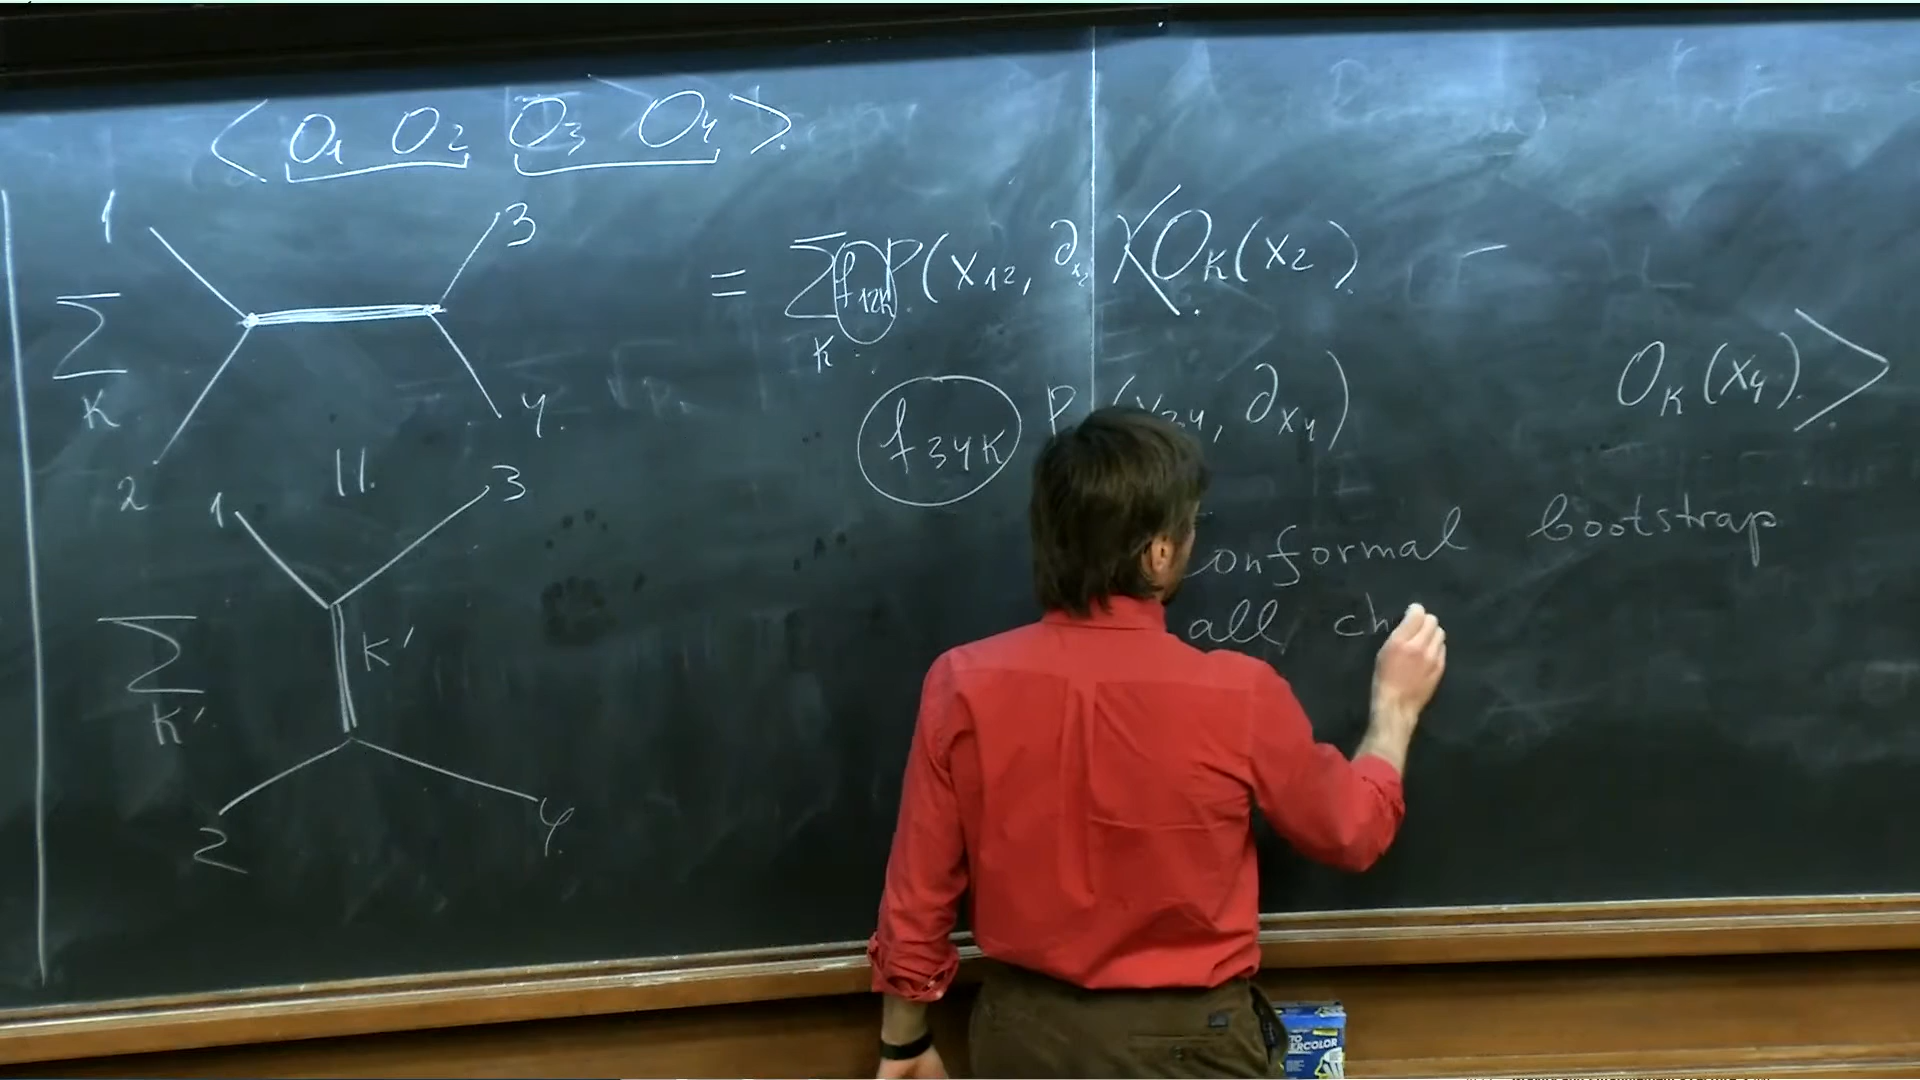 < O1 O2 O3 O4 >
1 3
Σ K
2 4
= Σ K f12K P(x12, ∂x2) <OK(x2)
OK(x4)>
f34K P (x34, ∂x4)
||
1 3
Σ K' K'
2 4
onformal bootstrap
all ch
ERCOLOR